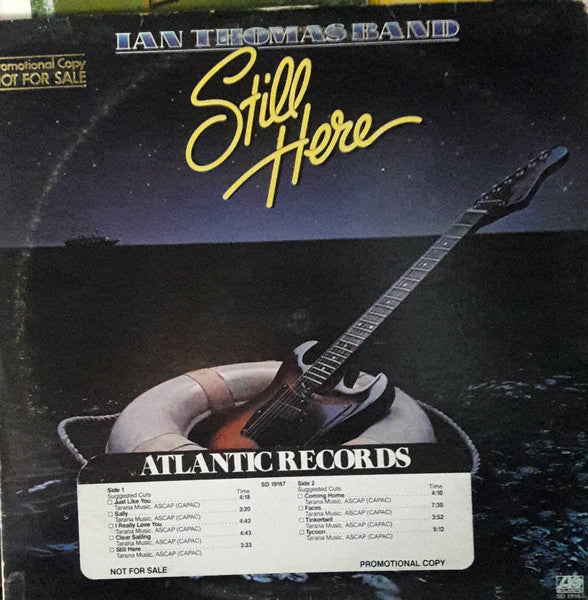 IAN THOMAS BAND
Promotional Copy
NOT FOR SALE
Still
Here
ATLANTIC RECORDS
Side 1 SD 19167
Suggested Cuts Time
Just Like You 4:18
Tarana Music, ASCAP (CAPAC)
Sally 3:20
Tarana Music, ASCAP (CAPAC)
I Really Love You 4:42
Tarana Music, ASCAP (CAPAC)
Clear Sailing 4:43
Tarana Music, ASCAP (CAPAC)
Still Here 3:33
Tarana Music, ASCAP (CAPAC)
Side 2
Suggested Cuts Time
Coming Home 4:10
Tarana Music, ASCAP (CAPAC)
Faces 7:30
Tarana Music, ASCAP (CAPAC)
Tinkerbell 3:52
Tarana Music, ASCAP (CAPAC)
Tycoon 5:12
Tarana Music, ASCAP (CAPAC)
NOT FOR SALE PROMOTIONAL COPY
SD 19167